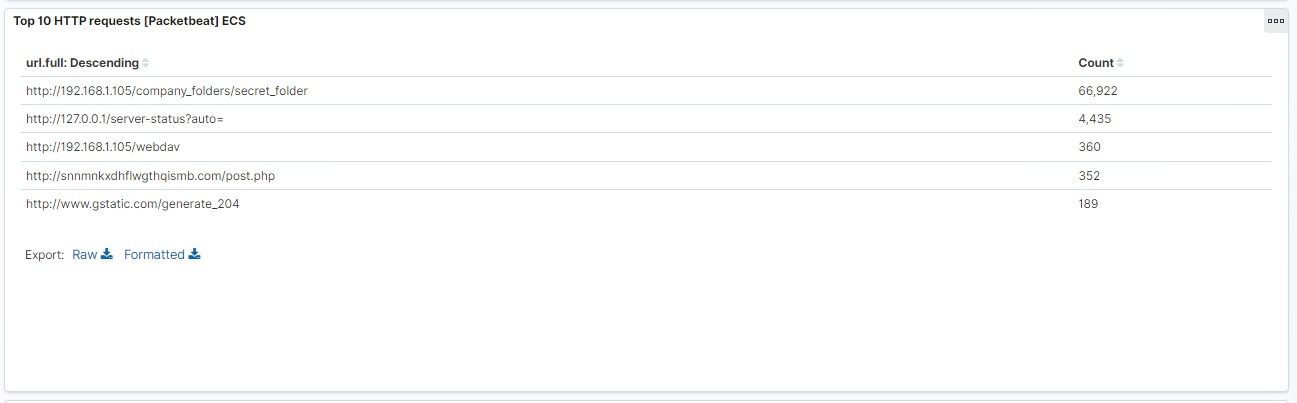 Top 10 HTTP requests [Packetbeat] ECS
url.full: Descending Count
http://192.168.1.105/company_folders/secret_folder 66,922
http://127.0.0.1/server-status?auto= 4,435
http://192.168.1.105/webdav 360
http://snnmnkxdhflwgthqismb.com/post.php 352
http://www.gstatic.com/generate_204 189
Export: Raw Formatted